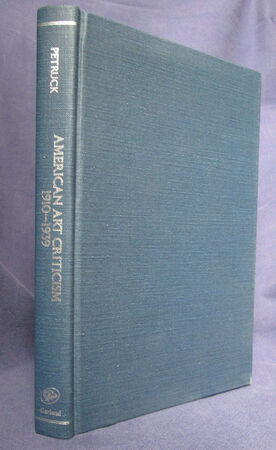 PETRUCK
AMERICAN ART CRITICISM
1910–1939
Garland